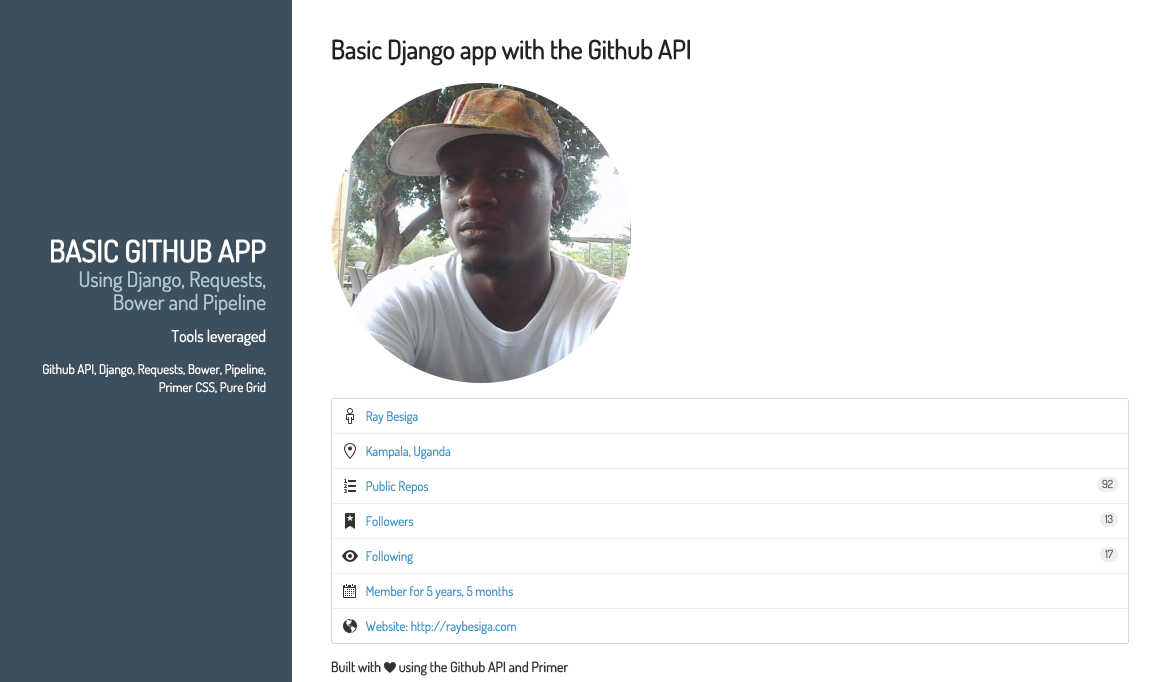 BASIC GITHUB APP
Using Django, Requests,
Bower and Pipeline
Tools leveraged
Github API, Django, Requests, Bower, Pipeline,
Primer CSS, Pure Grid
Basic Django app with the Github API
Ray Besiga
Kampala, Uganda
Public Repos 92
Followers 13
Following 17
Member for 5 years, 5 months
Website: http://raybesiga.com
Built with ♥ using the Github API and Primer